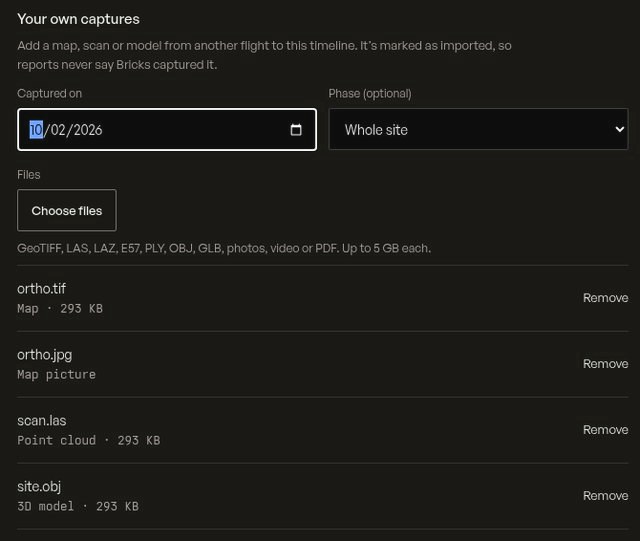 Your own captures
Add a map, scan or model from another flight to this timeline. It's marked as imported, so
reports never say Bricks captured it.
Captured on
Phase (optional)
10/02/2026
Whole site
Files
Choose files
GeoTIFF, LAS, LAZ, E57, PLY, OBJ, GLB, photos, video or PDF. Up to 5 GB each.
ortho.tif
Map · 293 KB
Remove
ortho.jpg
Map picture
Remove
scan.las
Point cloud · 293 KB
Remove
site.obj
3D model · 293 KB
Remove